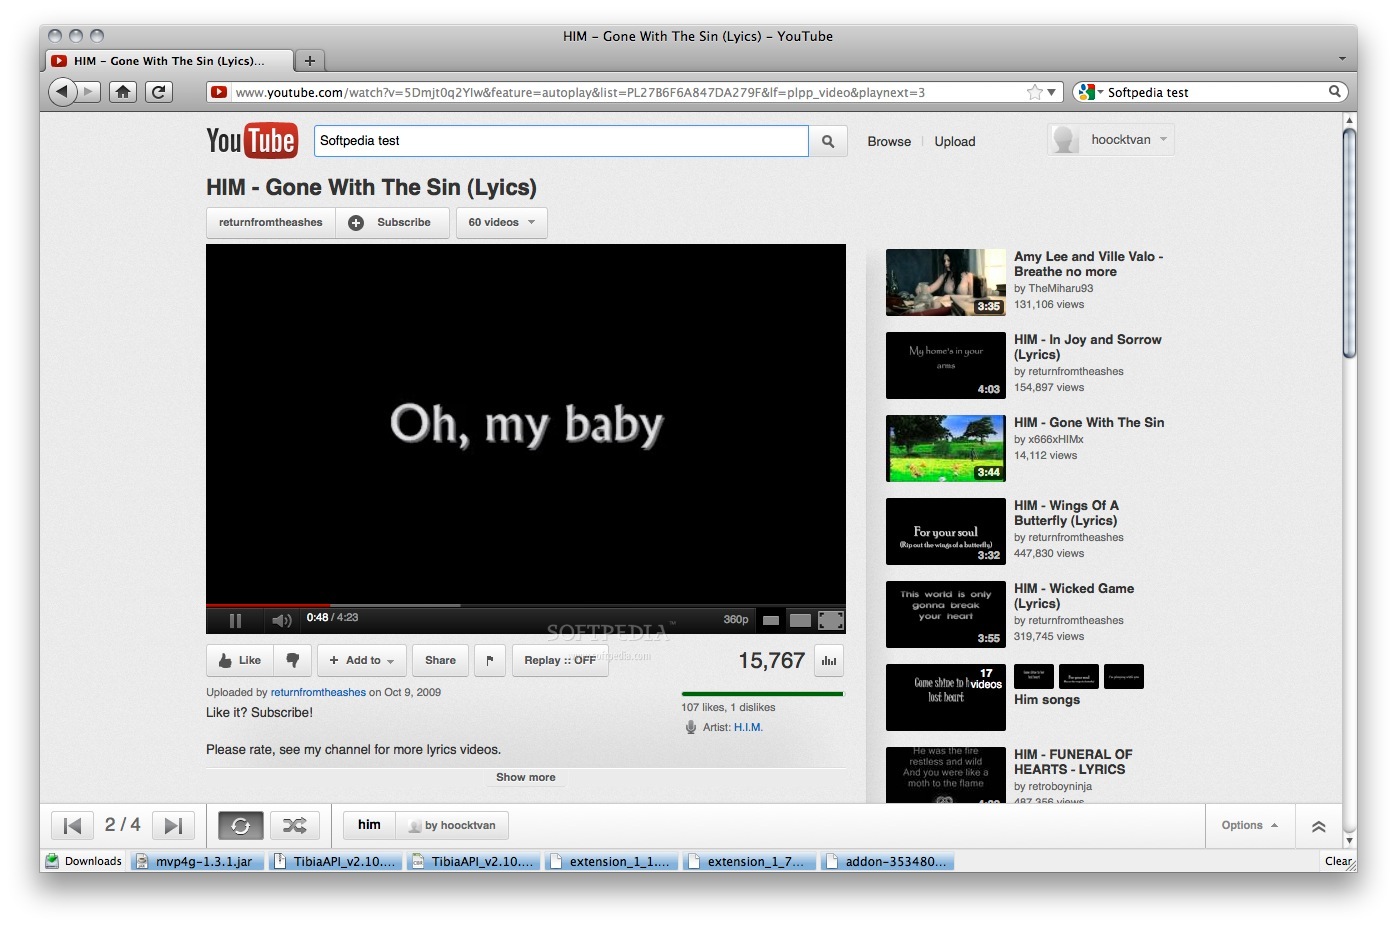 HIM – Gone With The Sin (Lyics) – YouTube
HIM – Gone With The Sin (Lyics)...
www.youtube.com/watch?v=5Dmjt0q2YIw&feature=autoplay&list=PL27B6F6A847DA279F&lf=plpp_video&playnext=3
Softpedia test
YouTube
Softpedia test
Browse
Upload
hoocktvan
HIM - Gone With The Sin (Lyics)
returnfromtheashes
Subscribe
60 videos
Oh, my baby
0:48 / 4:23
360p
SOFTPEDIA™
www.softpedia.com
Like
+ Add to
Share
Replay :: OFF
15,767
Uploaded by returnfromtheashes on Oct 9, 2009
Like it? Subscribe!
107 likes, 1 dislikes
Artist: H.I.M.
Please rate, see my channel for more lyrics videos.
Show more
3:35
Amy Lee and Ville Valo -
Breathe no more
by TheMiharu93
131,106 views
My home's in your
arms
4:03
HIM - In Joy and Sorrow
(Lyrics)
by returnfromtheashes
154,897 views
3:44
HIM - Gone With The Sin
by x666xHIMx
14,112 views
For your soul
(Rip out the wings of a butterfly)
3:32
HIM - Wings Of A
Butterfly (Lyrics)
by returnfromtheashes
447,830 views
This world is only
gonna break
your heart
3:55
HIM - Wicked Game
(Lyrics)
by returnfromtheashes
319,745 views
Come shine in h
lost heart
17
videos
Him songs
He was the fire
restless and wild
And you were like a
moth to the flame
HIM - FUNERAL OF
HEARTS - LYRICS
by retroboyninja
487,356 views
2 / 4
him
by hoocktvan
Options
Downloads
mvp4g-1.3.1.jar
TibiaAPI_v2.10....
TibiaAPI_v2.10....
extension_1_1....
extension_1_7...
addon-353480...
Clear